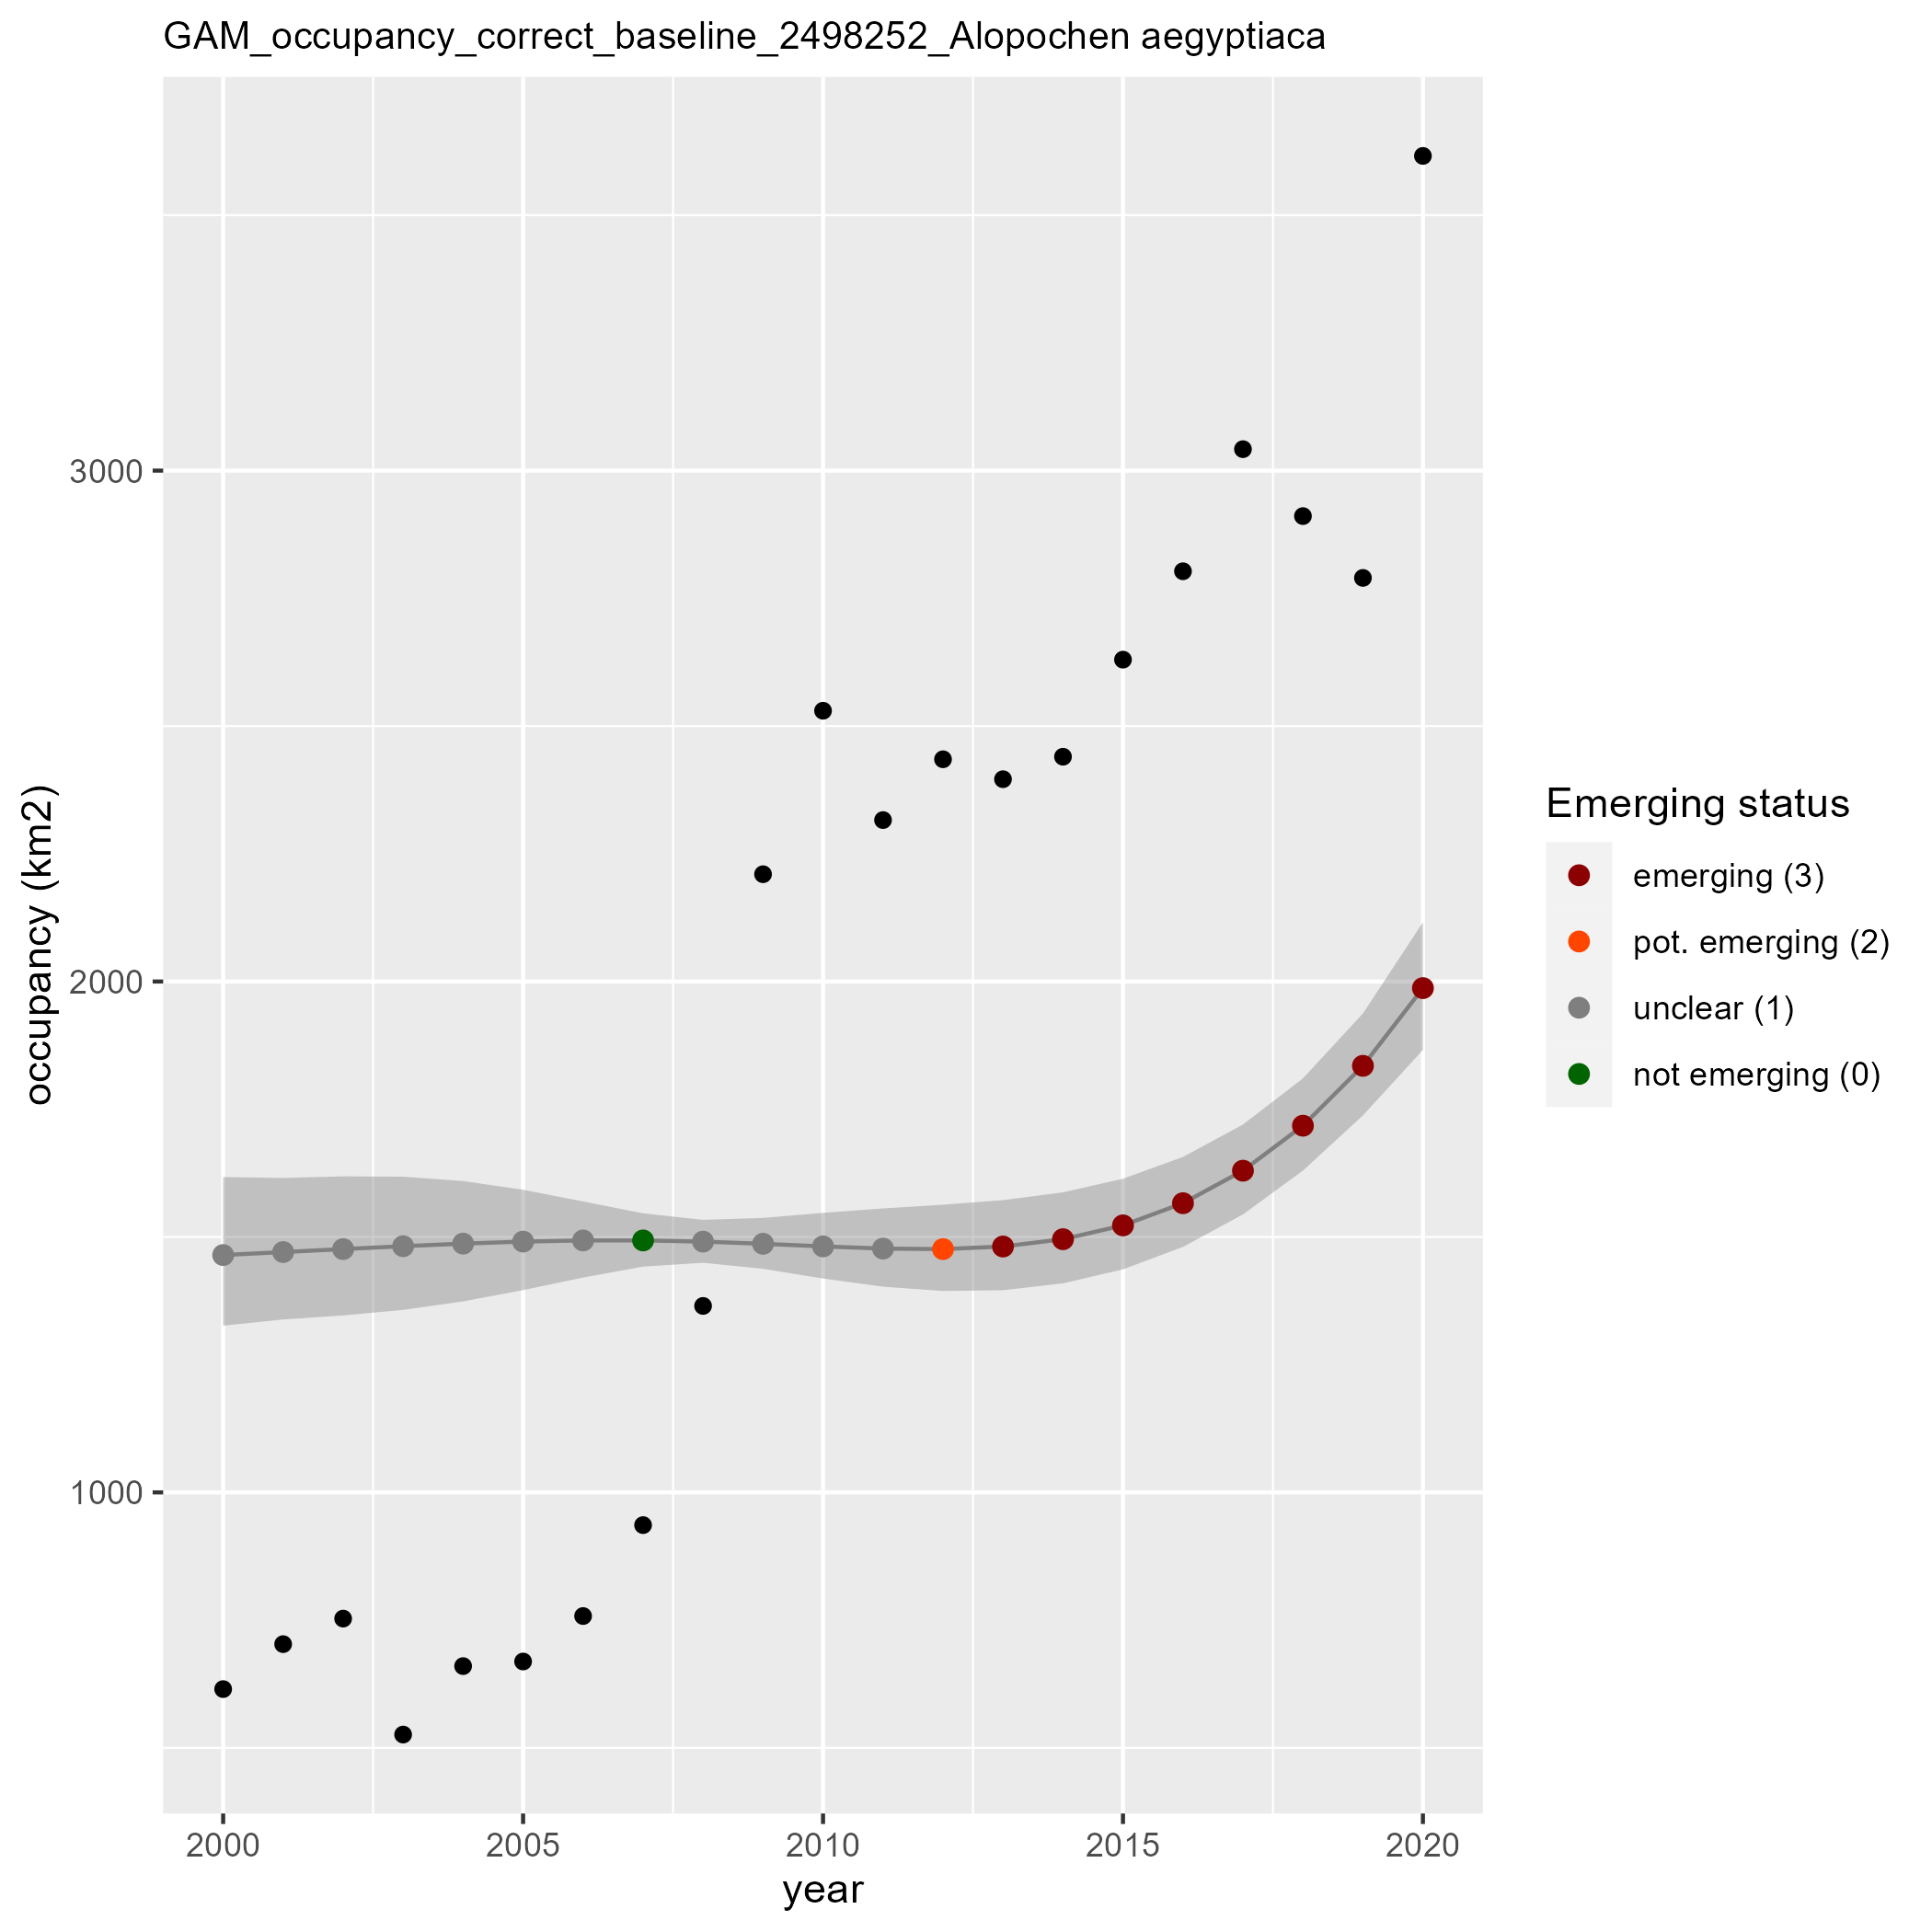 GAM_occupancy_correct_baseline_2498252_Alopochen aegyptiaca
occupancy (km2)
3000
2000
1000
2000 2005 2010 2015 2020
year
Emerging status
emerging (3)
pot. emerging (2)
unclear (1)
not emerging (0)